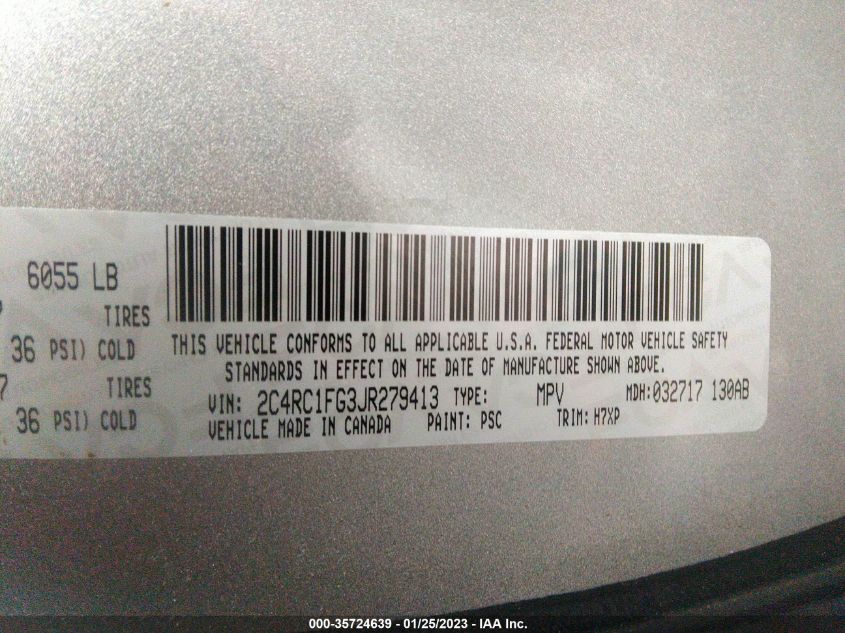 6055 LB
TIRES
36 PSI) COLD
7 TIRES
36 PSI) COLD
THIS VEHICLE CONFORMS TO ALL APPLICABLE U.S.A. FEDERAL MOTOR VEHICLE SAFETY
STANDARDS IN EFFECT ON THE DATE OF MANUFACTURE SHOWN ABOVE.
VIN: 2C4RC1FG3JR279413 TYPE: MPV MDH:032717 130AB
VEHICLE MADE IN CANADA PAINT: PSC TRIM: H7XP
000-35724639 - 01/25/2023 - IAA Inc.